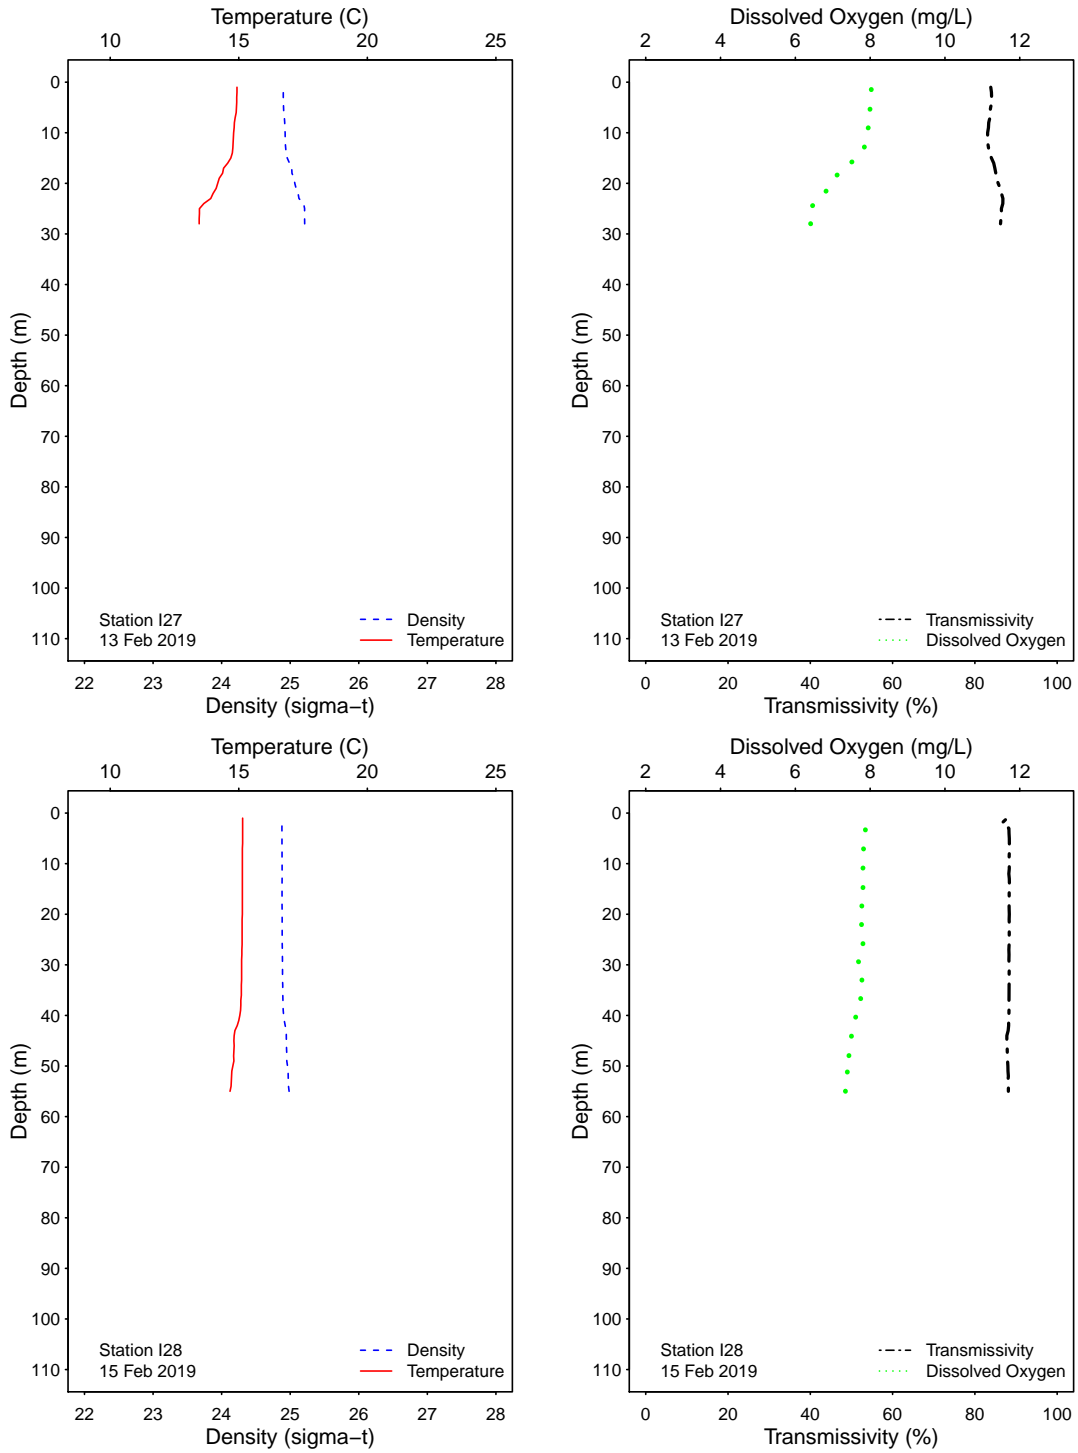 Temperature (C)
10 15 20 25
0
10
20
30
40
50
60
70
80
90
100
110
Depth (m)
Station I27
13 Feb 2019
Density
Temperature
22 23 24 25 26 27 28
Density (sigma−t)
Dissolved Oxygen (mg/L)
2 4 6 8 10 12
0
10
20
30
40
50
60
70
80
90
100
110
Depth (m)
Station I27
13 Feb 2019
Transmissivity
Dissolved Oxygen
0 20 40 60 80 100
Transmissivity (%)
Temperature (C)
10 15 20 25
0
10
20
30
40
50
60
70
80
90
100
110
Depth (m)
Station I28
15 Feb 2019
Density
Temperature
22 23 24 25 26 27 28
Density (sigma−t)
Dissolved Oxygen (mg/L)
2 4 6 8 10 12
0
10
20
30
40
50
60
70
80
90
100
110
Depth (m)
Station I28
15 Feb 2019
Transmissivity
Dissolved Oxygen
0 20 40 60 80 100
Transmissivity (%)